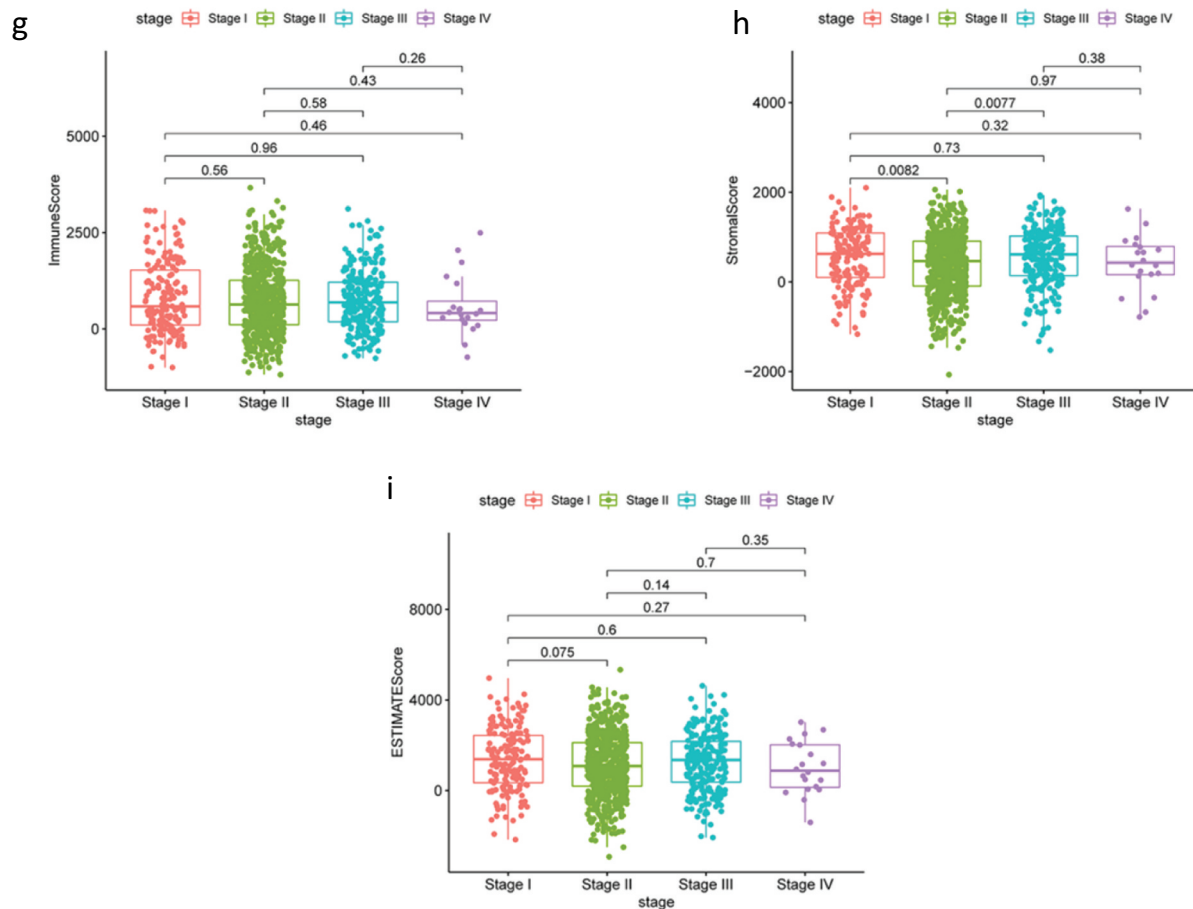 g
stage Stage I Stage II Stage III Stage IV
0.26
0.43
0.58
0.46
0.96
0.56
5000
2500
0
ImmuneScore
Stage I Stage II Stage III Stage IV
stage
h
stage Stage I Stage II Stage III Stage IV
0.38
0.97
0.0077
0.32
0.73
0.0082
4000
2000
0
−2000
StromalScore
Stage I Stage II Stage III Stage IV
stage
i
stage Stage I Stage II Stage III Stage IV
0.35
0.7
0.14
0.27
0.6
0.075
8000
4000
0
ESTIMATEScore
Stage I Stage II Stage III Stage IV
stage